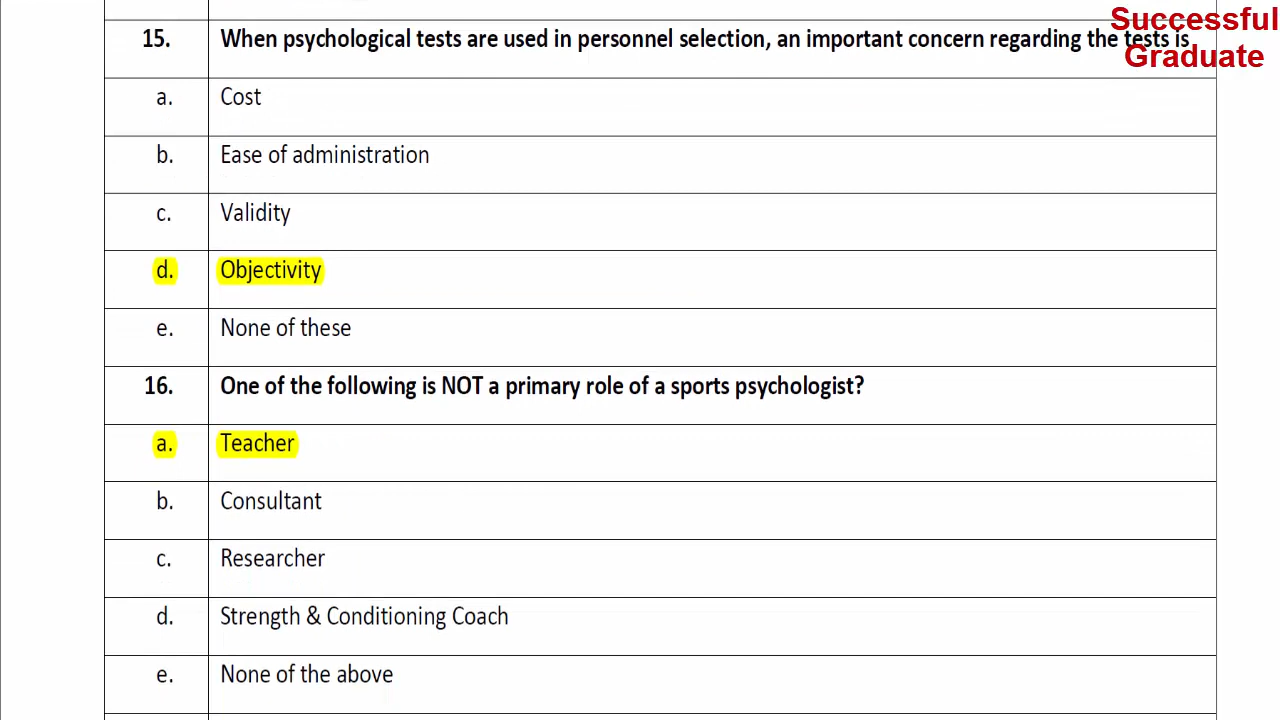 Successful
Graduate
15. When psychological tests are used in personnel selection, an important concern regarding the tests is
a. Cost
b. Ease of administration
c. Validity
d. Objectivity
e. None of these
16. One of the following is NOT a primary role of a sports psychologist?
a. Teacher
b. Consultant
c. Researcher
d. Strength & Conditioning Coach
e. None of the above